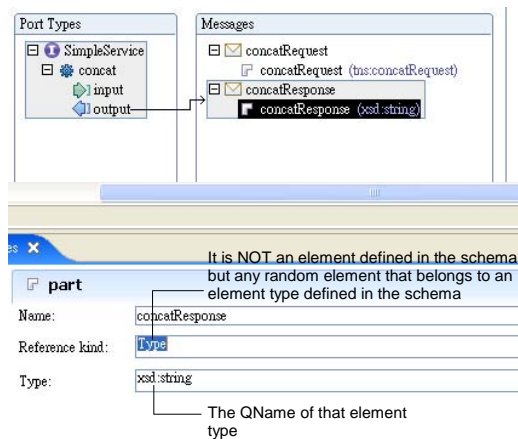 Port Types
SimpleService
concat
input
output
Messages
concatRequest
concatRequest (tns:concatRequest)
concatResponse
concatResponse (xsd:string)
es
part
It is NOT an element defined in the schema
but any random element that belongs to an
element type defined in the schema
Name: concatResponse
Reference kind: Type
Type: xsd:string
The QName of that element
type